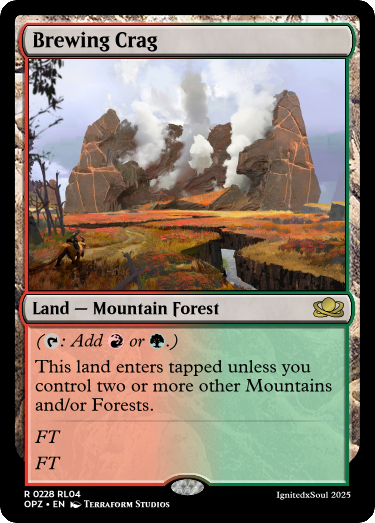 Brewing Crag
Land — Mountain Forest
(T: Add R or G.)
This land enters tapped unless you
control two or more other Mountains
and/or Forests.
FT
FT
R 0228 RL04
OPZ • EN Terraform Studios
IgnitedxSoul 2025